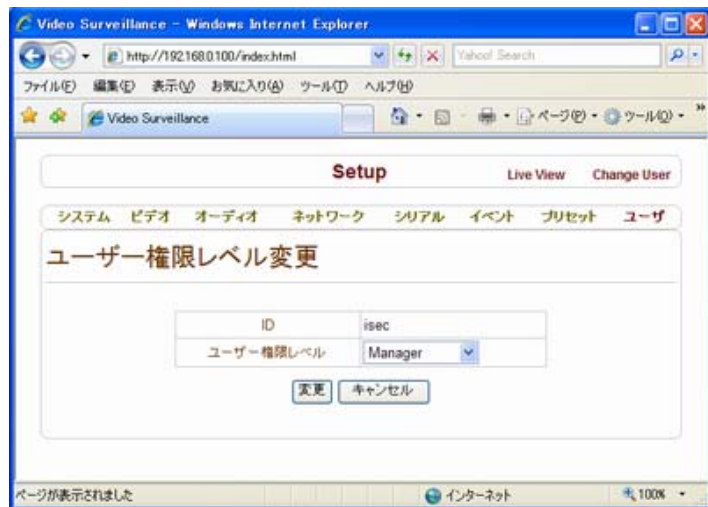 Video Surveillance - Windows Internet Explorer
http://192.168.0.100/index.html
Yahoo! Search
ファイル(F) 編集(E) 表示(V) お気に入り(A) ツール(T) ヘルプ(H)
Video Surveillance
ページ(P) ツール(O)
Setup
Live View Change User
システム ビデオ オーディオ ネットワーク シリアル イベント プリセット ユーザ
ユーザー権限レベル変更
ID isec
ユーザー権限レベル Manager
変更 キャンセル
ページが表示されました
インターネット
100%